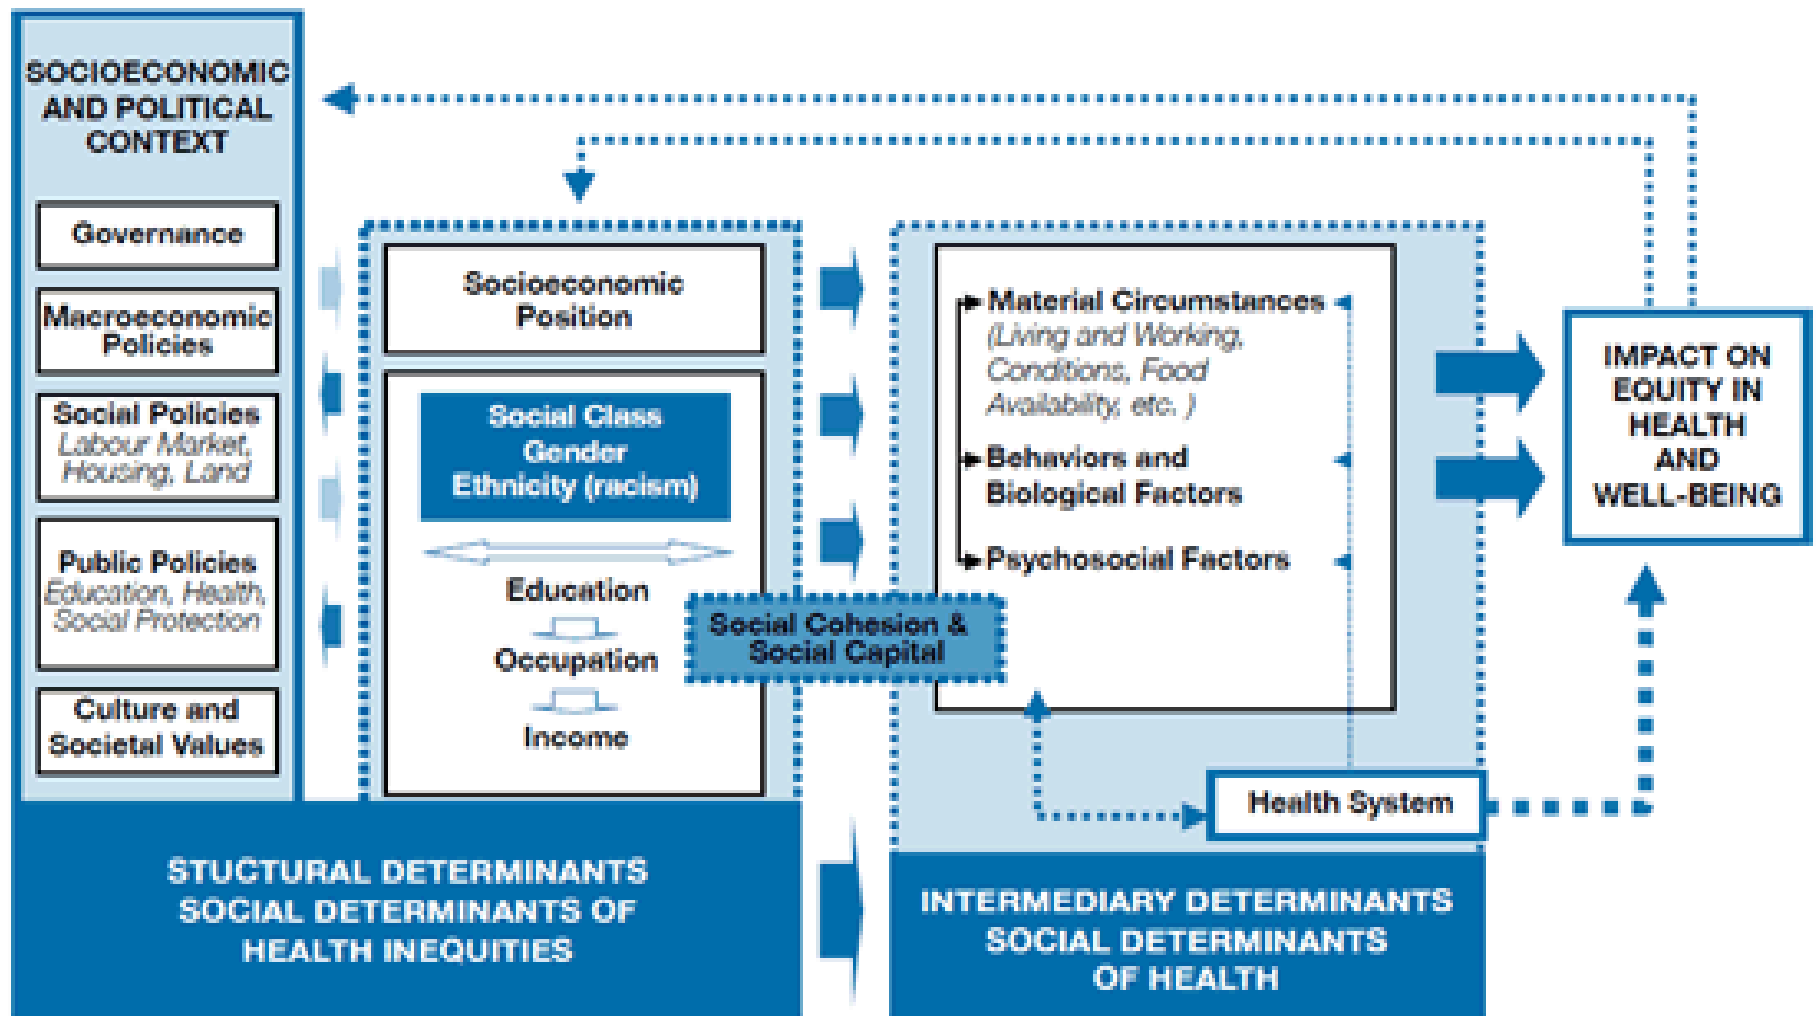 SOCIOECONOMIC
AND POLITICAL
CONTEXT
Governance
Macroeconomic
Policies
Social Policies
Labour Market,
Housing, Land
Public Policies
Education, Health,
Social Protection
Culture and
Societal Values
Socioeconomic
Position
Social Class
Gender
Ethnicity (racism)
Education
Occupation
Income
Social Cohesion &
Social Capital
Material Circumstances
(Living and Working,
Conditions, Food
Availability, etc. )
Behaviors and
Biological Factors
Psychosocial Factors
Health System
IMPACT ON
EQUITY IN
HEALTH
AND
WELL-BEING
STUCTURAL DETERMINANTS
SOCIAL DETERMINANTS OF
HEALTH INEQUITIES
INTERMEDIARY DETERMINANTS
SOCIAL DETERMINANTS
OF HEALTH